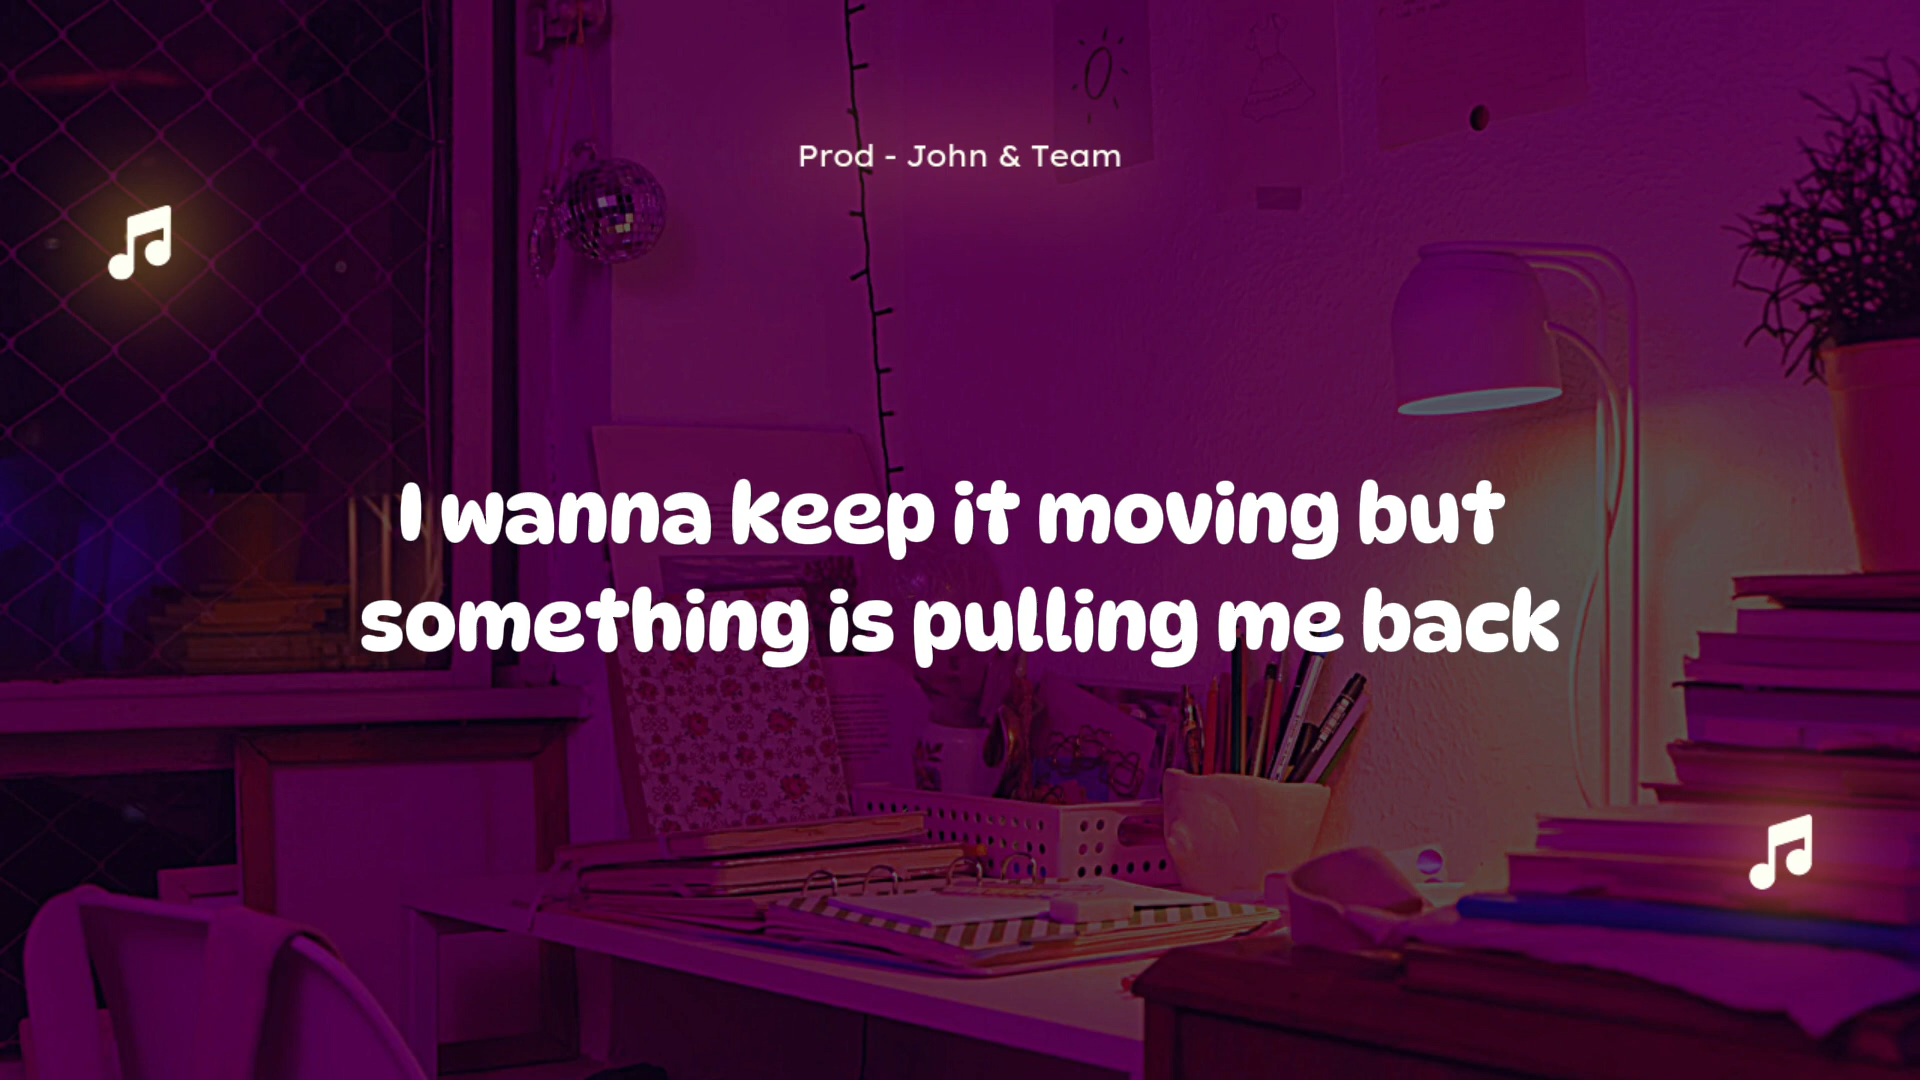 Prod - John & Team
I wanna keep it moving but
something is pulling me back